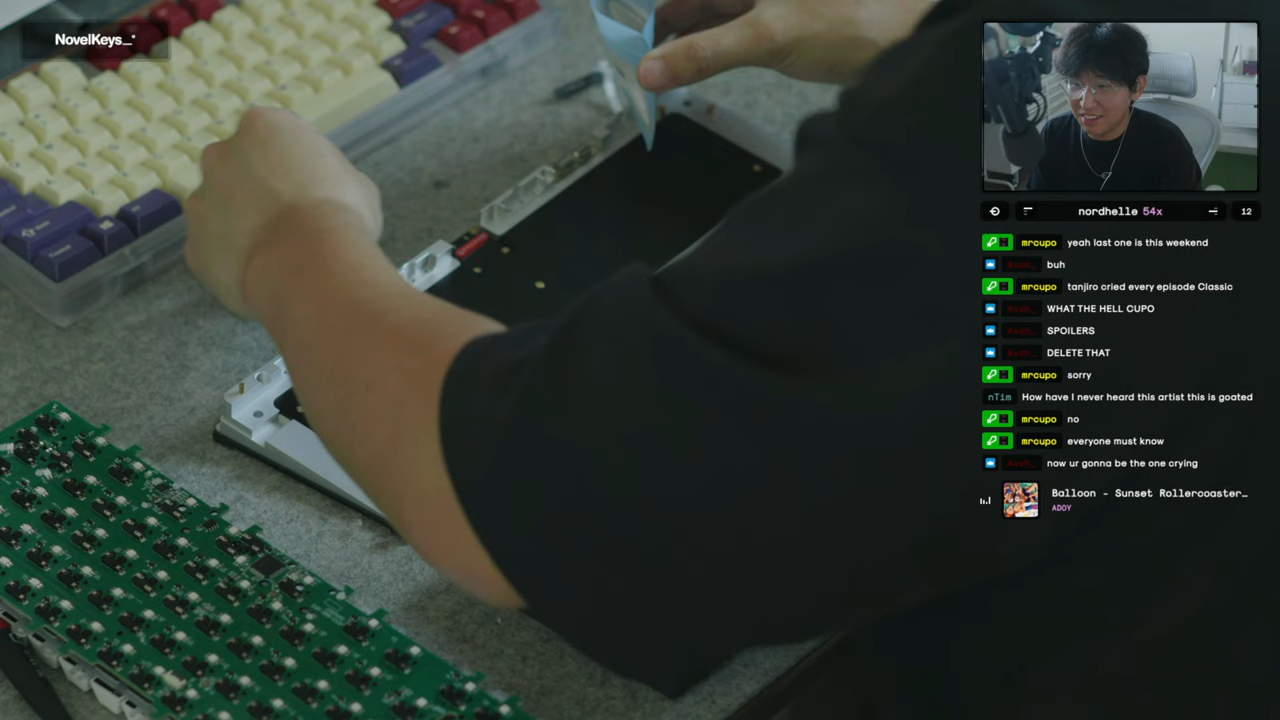 NovelKeys_
nordhelle 54x
12
mrcupo yeah last one is this weekend
buh
mrcupo tanjiro cried every episode Classic
WHAT THE HELL CUPO
SPOILERS
DELETE THAT
mrcupo sorry
nTim How have I never heard this artist this is goated
mrcupo no
mrcupo everyone must know
now ur gonna be the one crying
Balloon - Sunset Rollercoaster…
ADOY